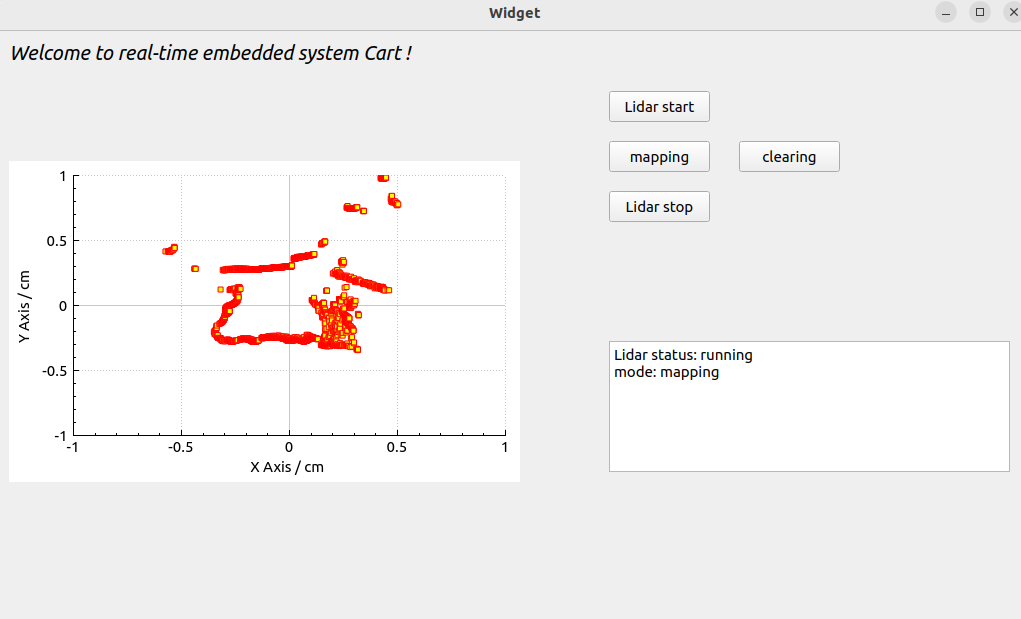 Widget
Welcome to real-time embedded system Cart !
Lidar start
mapping
clearing
Lidar stop
1
0.5
0
-0.5
-1
Y Axis / cm
-1
-0.5
0
0.5
1
X Axis / cm
Lidar status: running
mode: mapping